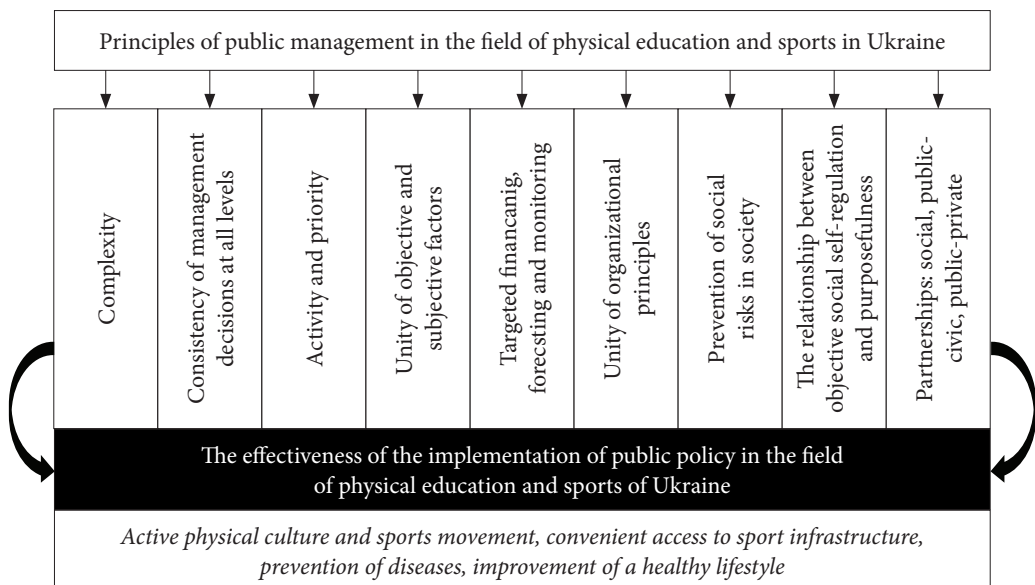 Principles of public management in the field of physical education and sports in Ukraine
Complexity
Consistency of management
decisions at all levels
Activity and priority
Unity of objective and
subjective factors
Targeted financanig,
forecsting and monitoring
Unity of organizational
principles
Prevention of social
risks in society
The relationship between
objective social self-regulation
and purposefulness
Partnerships: social, public-
civic, public-private
The effectiveness of the implementation of public policy in the field
of physical education and sports of Ukraine
Active physical culture and sports movement, convenient access to sport infrastructure,
prevention of diseases, improvement of a healthy lifestyle